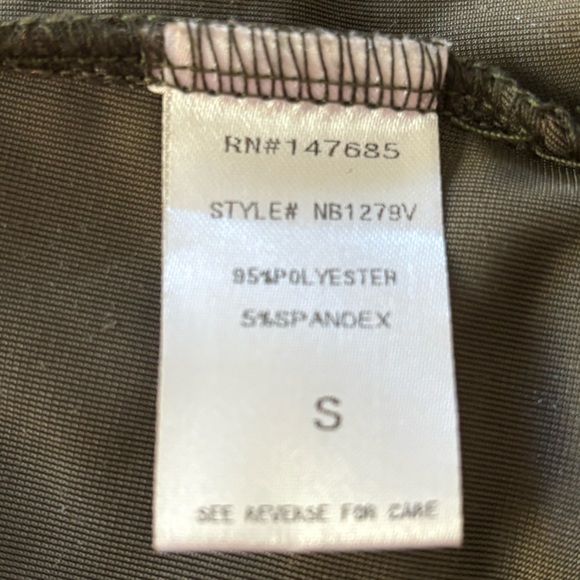 RN#147685
STYLE# NB1279V
95%POLYESTER
5%SPANDEX
S
SEE REVERSE FOR CARE